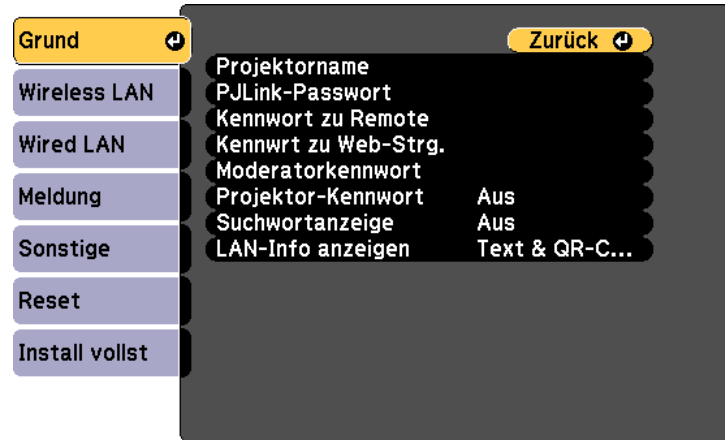 Grund
Wireless LAN
Wired LAN
Meldung
Sonstige
Reset
Install vollst
Zurück
Projektorname
PJLink-Passwort
Kennwort zu Remote
Kennwrt zu Web-Strg.
Moderatorkennwort
Projektor-Kennwort Aus
Suchwortanzeige Aus
LAN-Info anzeigen Text & QR-C...